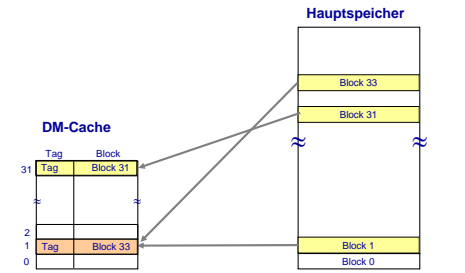 Hauptspeicher
Block 33
Block 31
DM-Cache
Tag Block
31 Tag Block 31
2
1 Tag Block 33 Block 1
0 Block 0